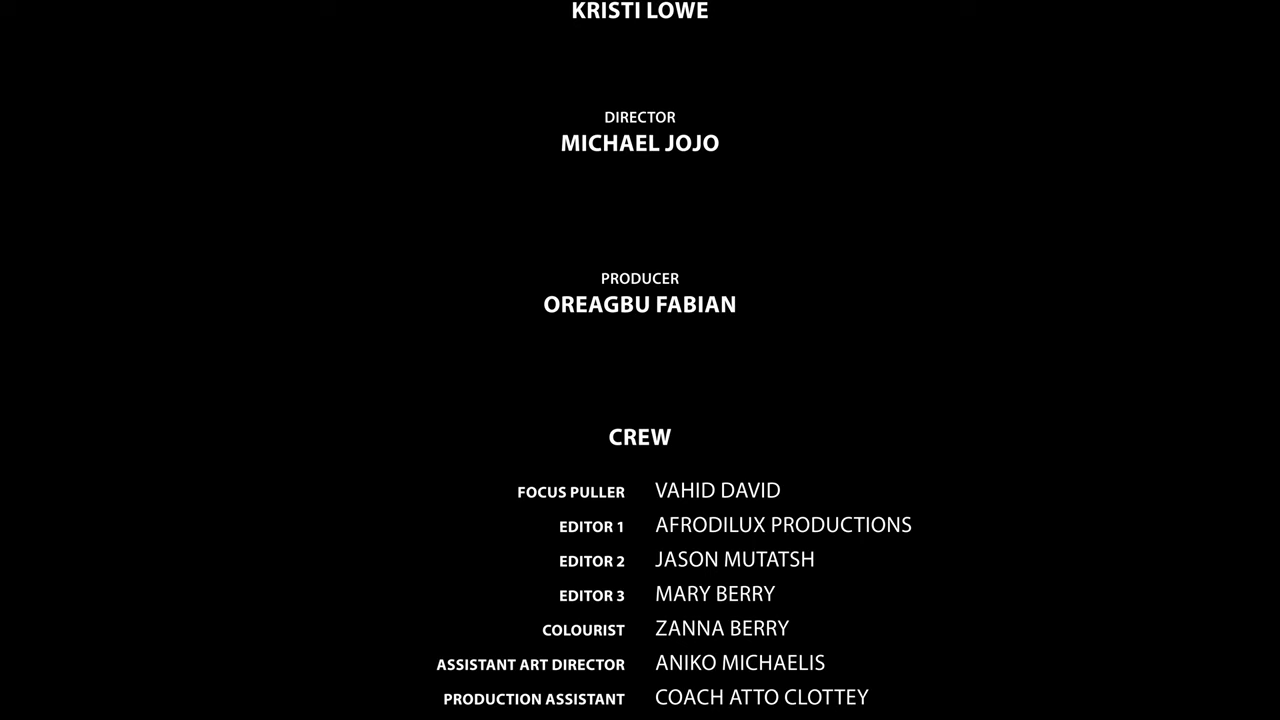 KRISTI LOWE
DIRECTOR
MICHAEL JOJO
PRODUCER
OREAGBU FABIAN
CREW
FOCUS PULLER VAHID DAVID
EDITOR 1 AFRODILUX PRODUCTIONS
EDITOR 2 JASON MUTATSH
EDITOR 3 MARY BERRY
COLOURIST ZANNA BERRY
ASSISTANT ART DIRECTOR ANIKO MICHAELIS
PRODUCTION ASSISTANT COACH ATTO CLOTTEY